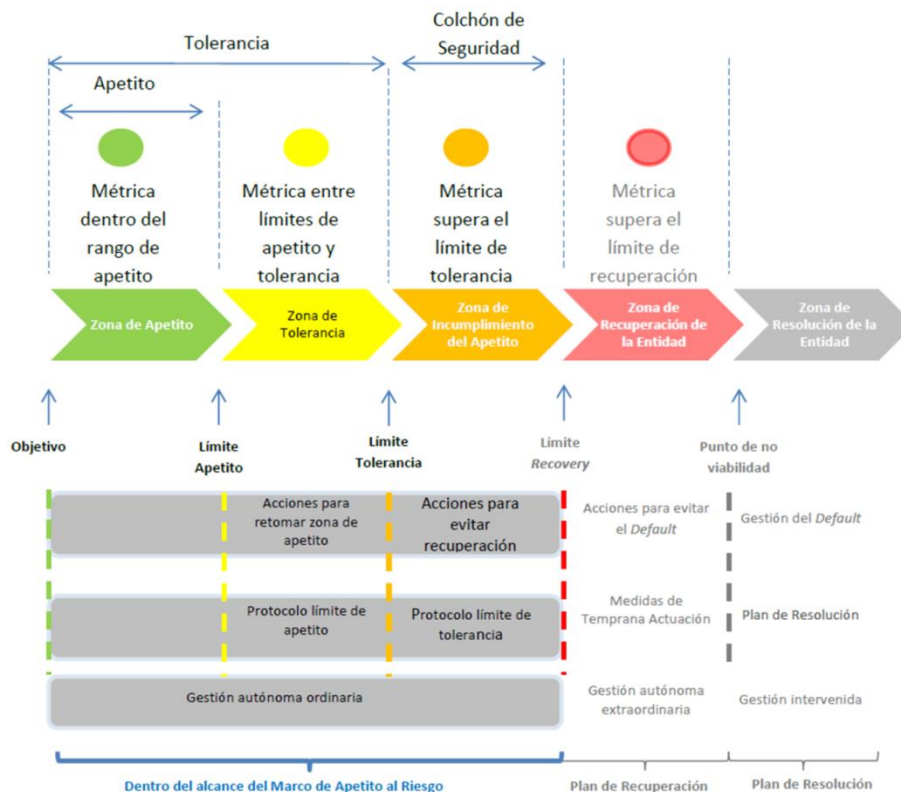 Colchón de
Seguridad
Tolerancia
Apetito
Métrica
dentro del
rango de
apetito
Métrica entre
límites de
apetito y
tolerancia
Métrica
supera el
límite de
tolerancia
Métrica
supera el
límite de
recuperación
Zona de Apetito
Zona de
Tolerancia
Zona de
Incumplimiento
del Apetito
Zona de
Recuperación de
la Entidad
Zona de
Resolución de la
Entidad
Objetivo
Límite
Apetito
Límite
Tolerancia
Límite
Recovery
Punto de no
viabilidad
Acciones para
retomar zona de
apetito
Acciones para
evitar
recuperación
Acciones para evitar
el Default
Gestión del Default
Protocolo límite de
apetito
Protocolo límite de
tolerancia
Medidas de
Temprana Actuación
Plan de Resolución
Gestión autónoma ordinaria
Gestión autónoma
extraordinaria
Gestión intervenida
Dentro del alcance del Marco de Apetito al Riesgo
Plan de Recuperación
Plan de Resolución